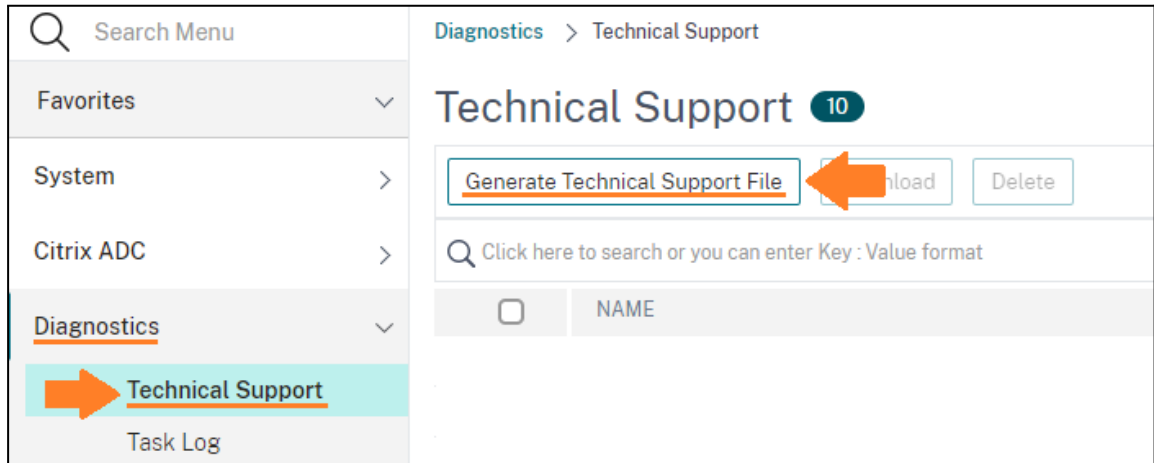 Search Menu
Favorites
System
Citrix ADC
Diagnostics
Technical Support
Task Log
Diagnostics > Technical Support
Technical Support 10
Generate Technical Support File nload Delete
Click here to search or you can enter Key : Value format
NAME